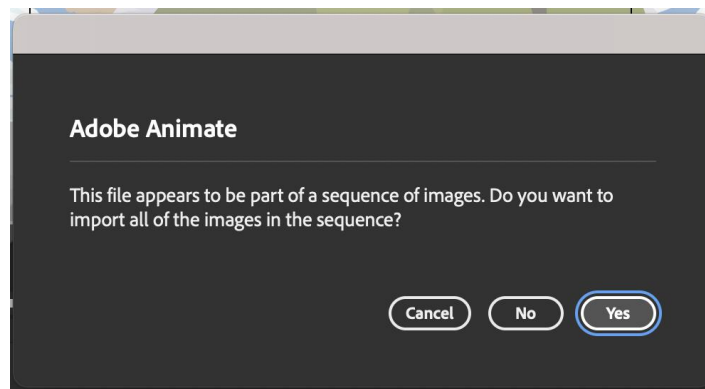 Adobe Animate
This file appears to be part of a sequence of images. Do you want to
import all of the images in the sequence?
Cancel No Yes